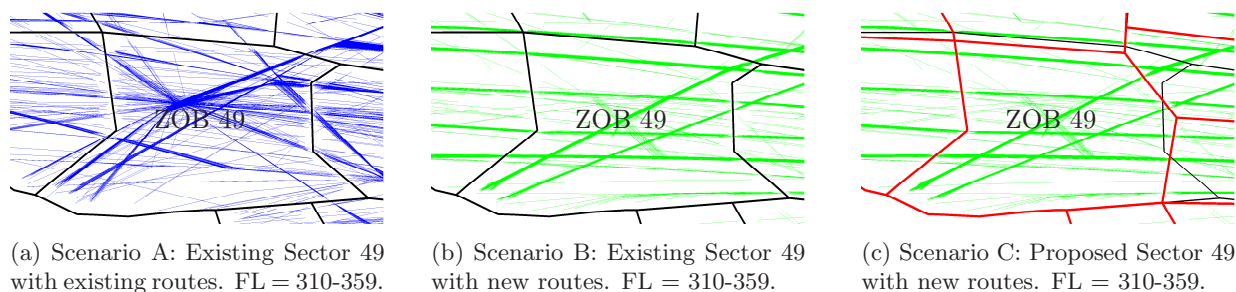 ZOB 49
ZOB 49
ZOB 49
(a) Scenario A: Existing Sector 49
with existing routes. FL = 310-359.
(b) Scenario B: Existing Sector 49
with new routes. FL = 310-359.
(c) Scenario C: Proposed Sector 49
with new routes. FL = 310-359.